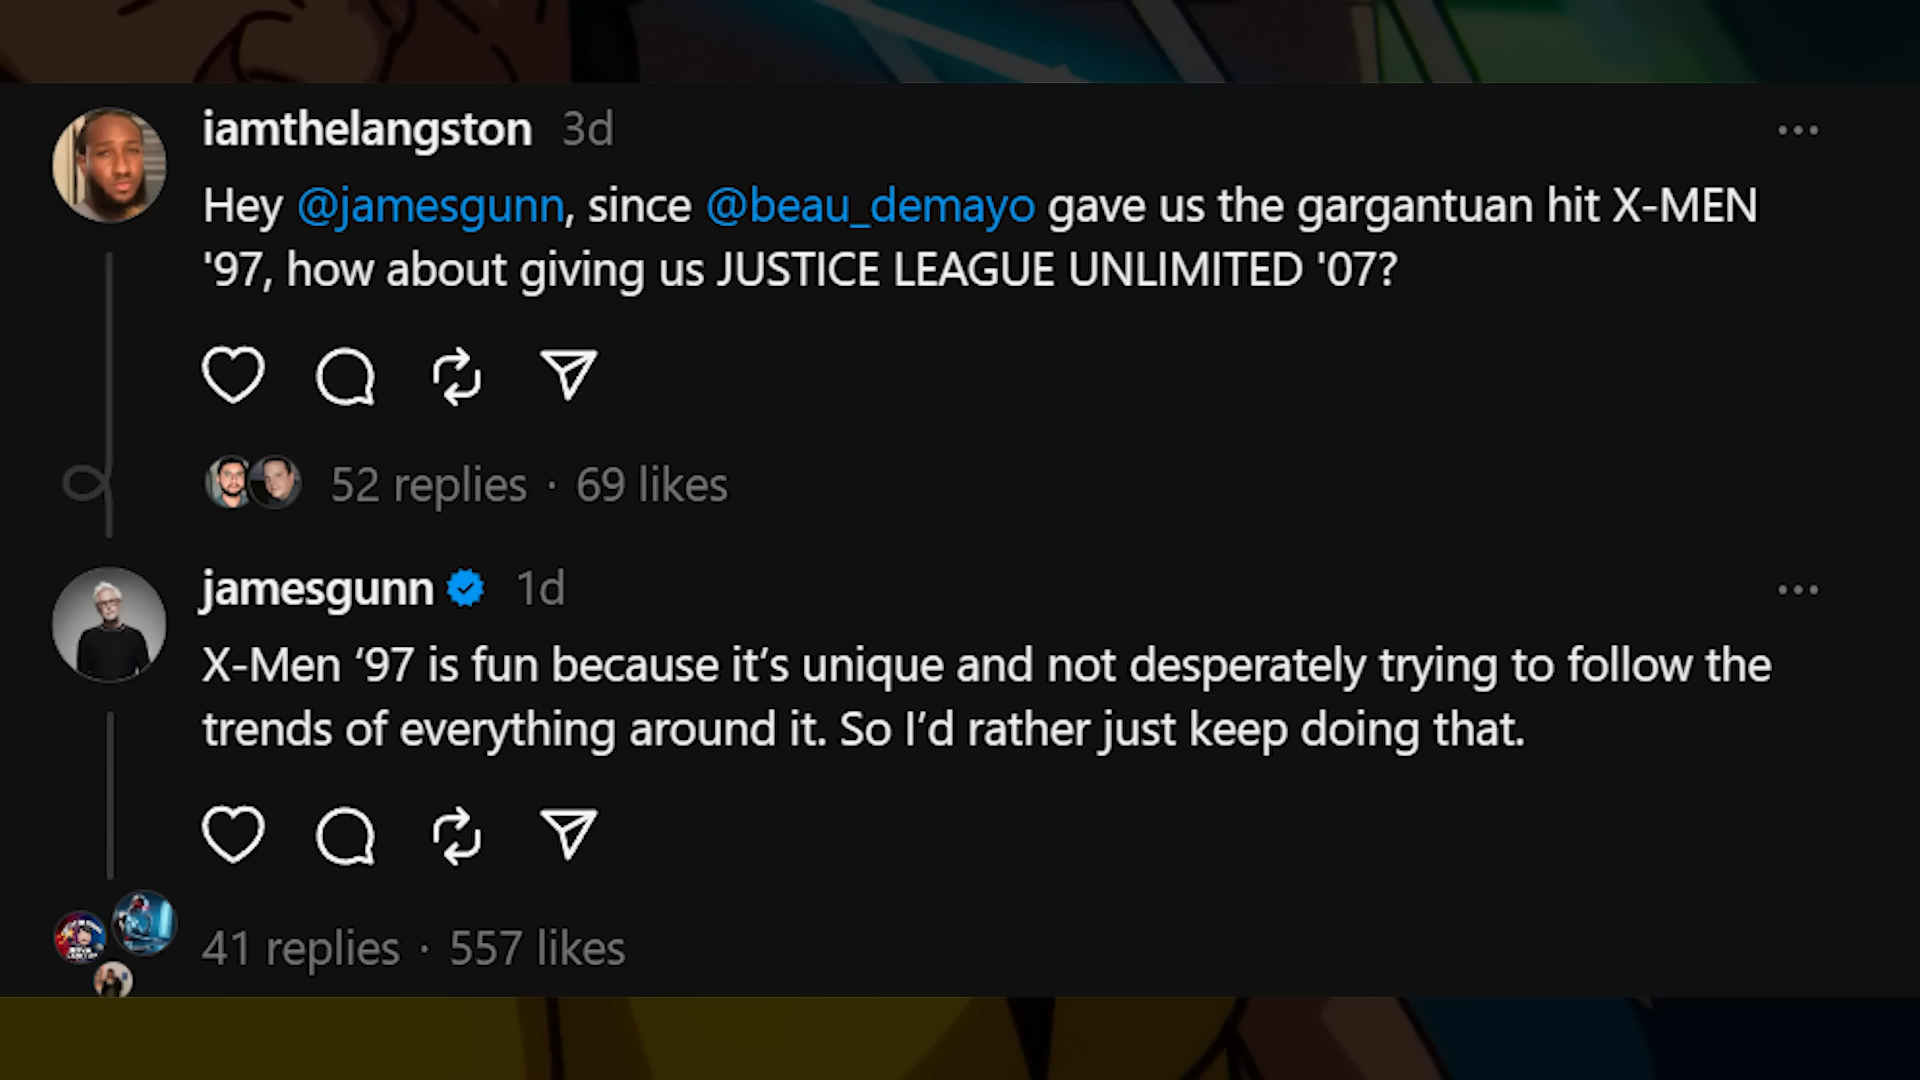 iamthelangston 3d
Hey @jamesgunn, since @beau_demayo gave us the gargantuan hit X-MEN
'97, how about giving us JUSTICE LEAGUE UNLIMITED '07?
52 replies · 69 likes
jamesgunn 1d
X-Men ‘97 is fun because it’s unique and not desperately trying to follow the
trends of everything around it. So I’d rather just keep doing that.
41 replies · 557 likes